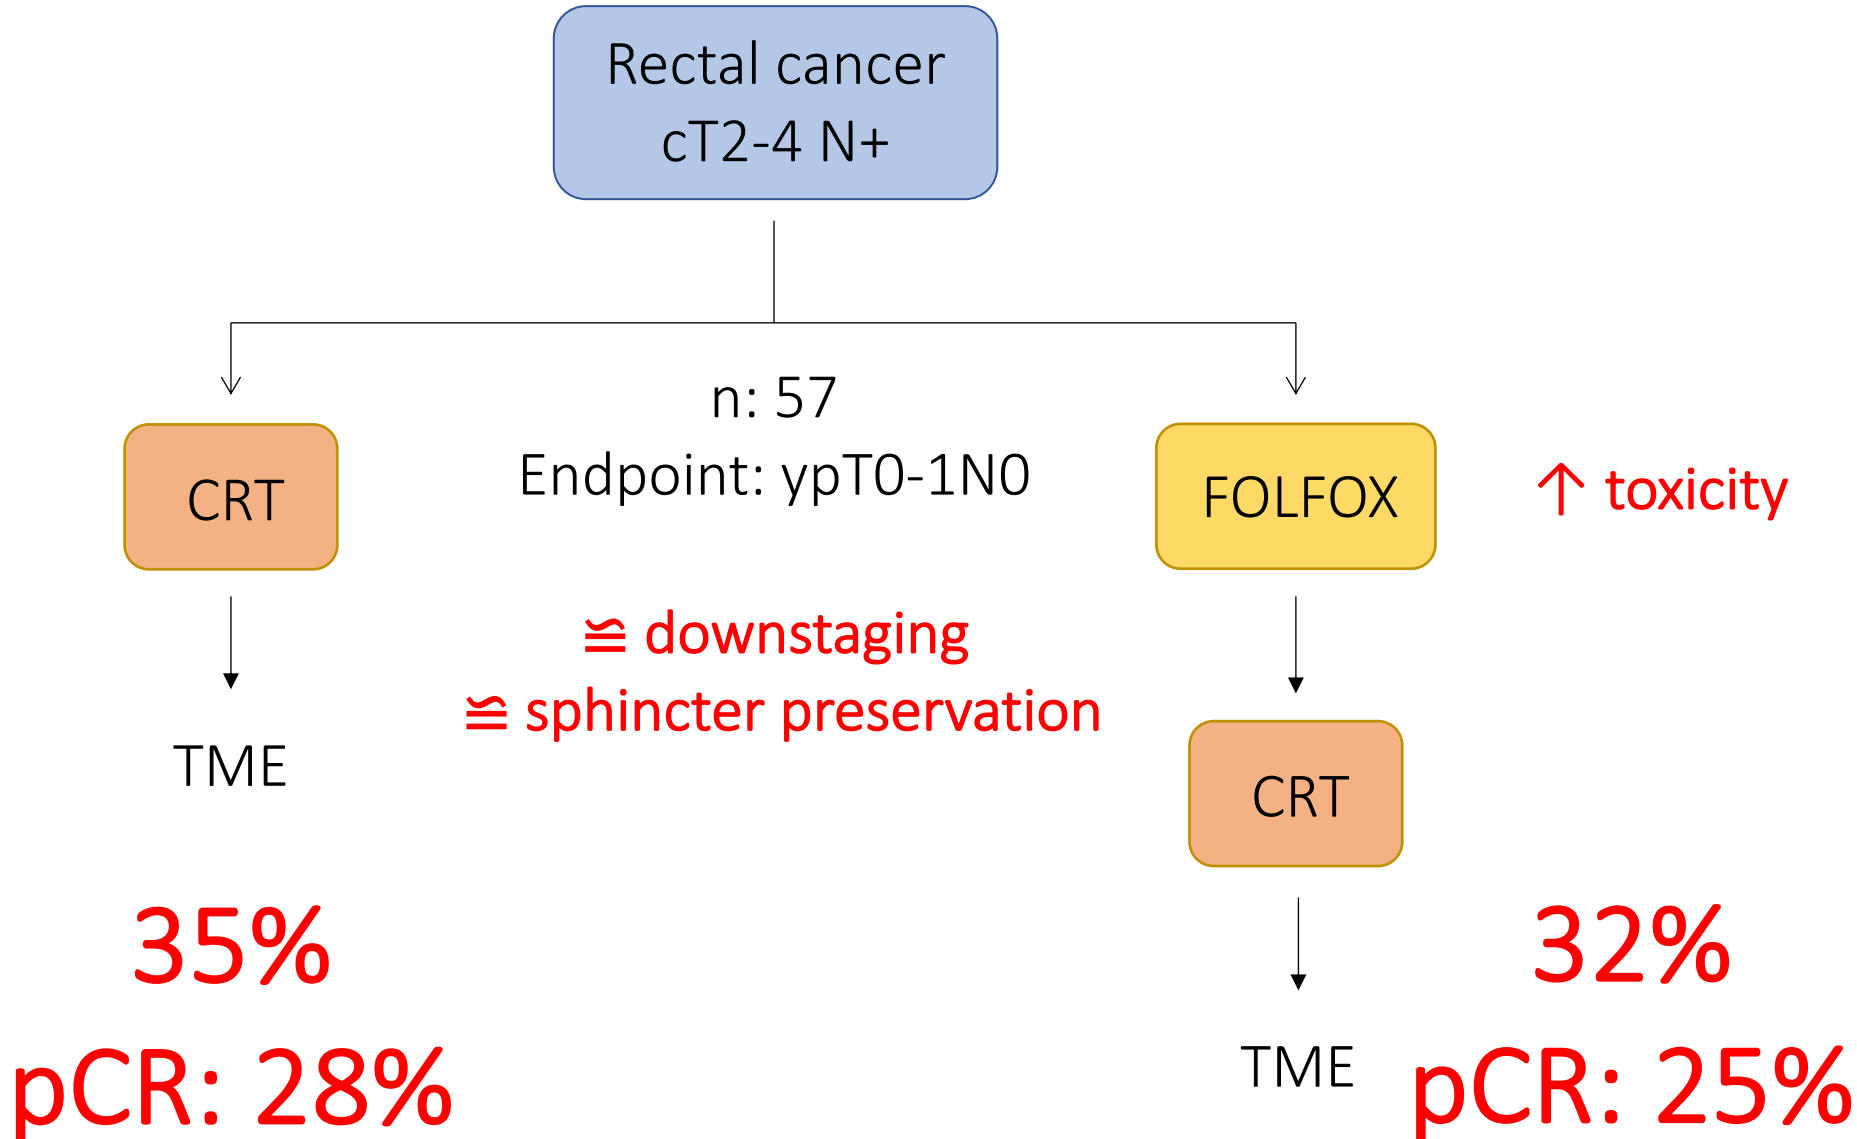 Rectal cancer
cT2-4 N+
n: 57
Endpoint: ypT0-1N0
CRT
FOLFOX
↑ toxicity
≌ downstaging
≌ sphincter preservation
TME
CRT
35%
pCR: 28%
TME
32%
pCR: 25%